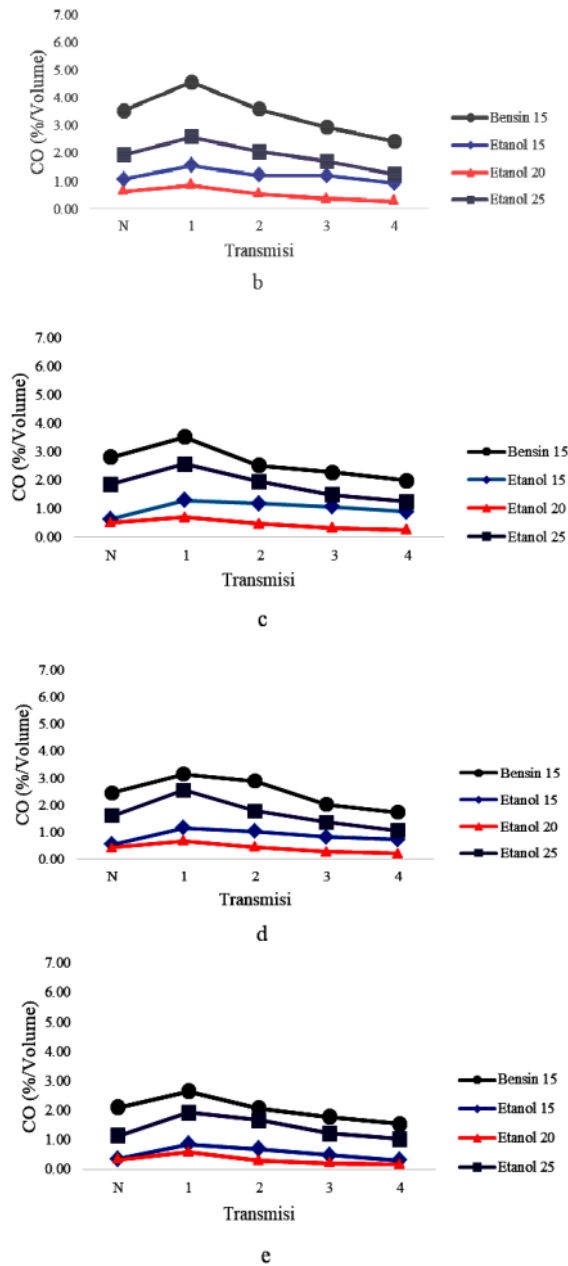 7.00
6.00
5.00
4.00
3.00
2.00
1.00
0.00
CO (%/Volume)
N 1 2 3 4
Transmisi
Bensin 15
Etanol 15
Etanol 20
Etanol 25
b
7.00
6.00
5.00
4.00
3.00
2.00
1.00
0.00
CO (%/Volume)
N 1 2 3 4
Transmisi
Bensin 15
Etanol 15
Etanol 20
Etanol 25
c
7.00
6.00
5.00
4.00
3.00
2.00
1.00
0.00
CO (%/Volume)
N 1 2 3 4
Transmisi
Bensin 15
Etanol 15
Etanol 20
Etanol 25
d
7.00
6.00
5.00
4.00
3.00
2.00
1.00
0.00
CO (%/Volume)
N 1 2 3 4
Transmisi
Bensin 15
Etanol 15
Etanol 20
Etanol 25
e